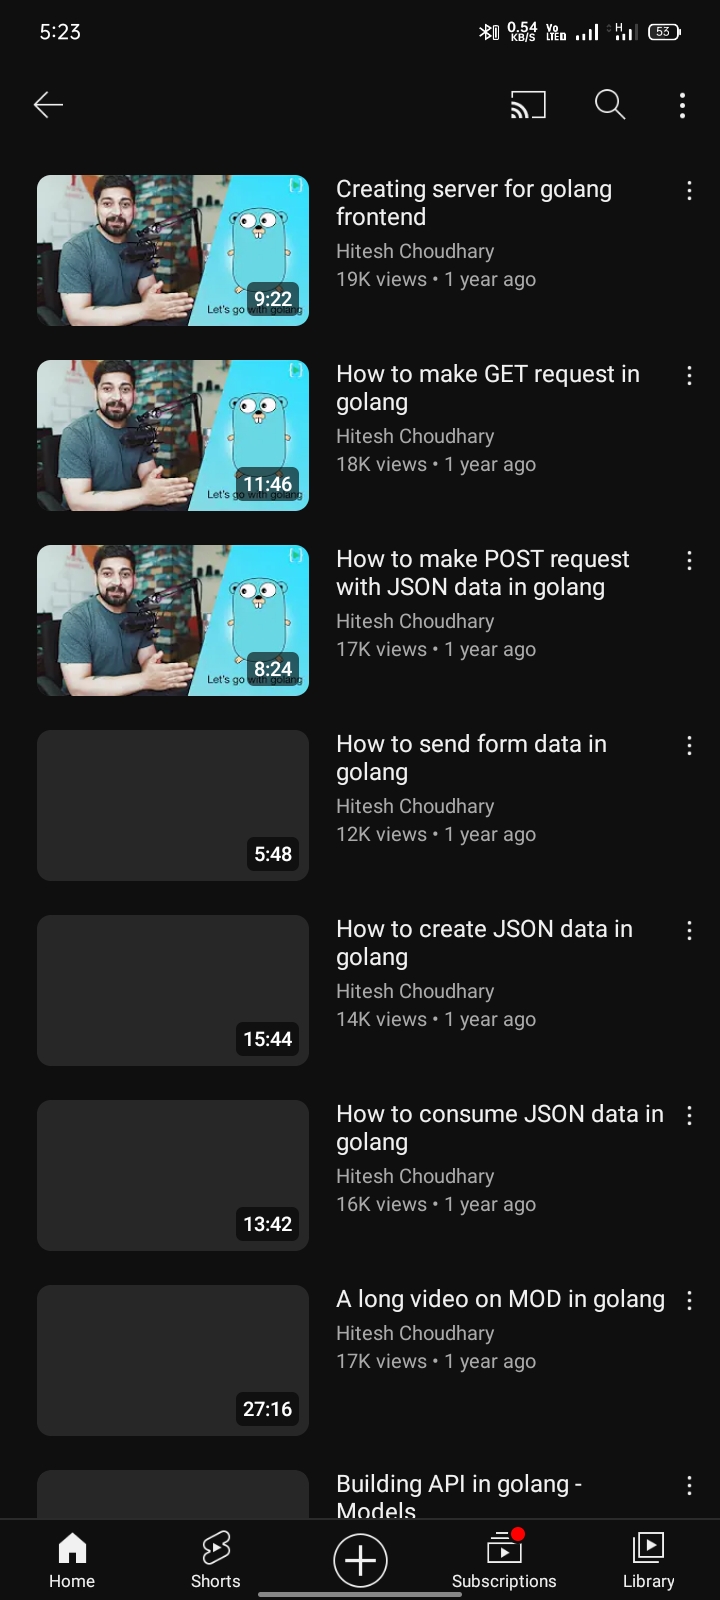 5:23
0.54 KB/S
Vo LTED
H
53
Creating server for golang
frontend
Hitesh Choudhary
19K views • 1 year ago
9:22
Let's go with golang
How to make GET request in
golang
Hitesh Choudhary
18K views • 1 year ago
11:46
Let's go with golang
How to make POST request
with JSON data in golang
Hitesh Choudhary
17K views • 1 year ago
8:24
Let's go with golang
How to send form data in
golang
Hitesh Choudhary
12K views • 1 year ago
5:48
How to create JSON data in
golang
Hitesh Choudhary
14K views • 1 year ago
15:44
How to consume JSON data in
golang
Hitesh Choudhary
16K views • 1 year ago
13:42
A long video on MOD in golang
Hitesh Choudhary
17K views • 1 year ago
27:16
Building API in golang -
Models
Home
Shorts
Subscriptions
Library